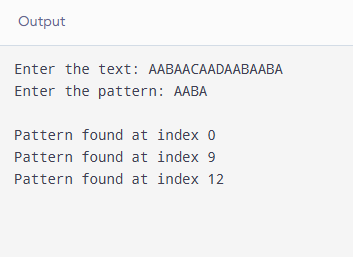 Output
Enter the text: AABAACAADAABAABA
Enter the pattern: AABA
Pattern found at index 0
Pattern found at index 9
Pattern found at index 12